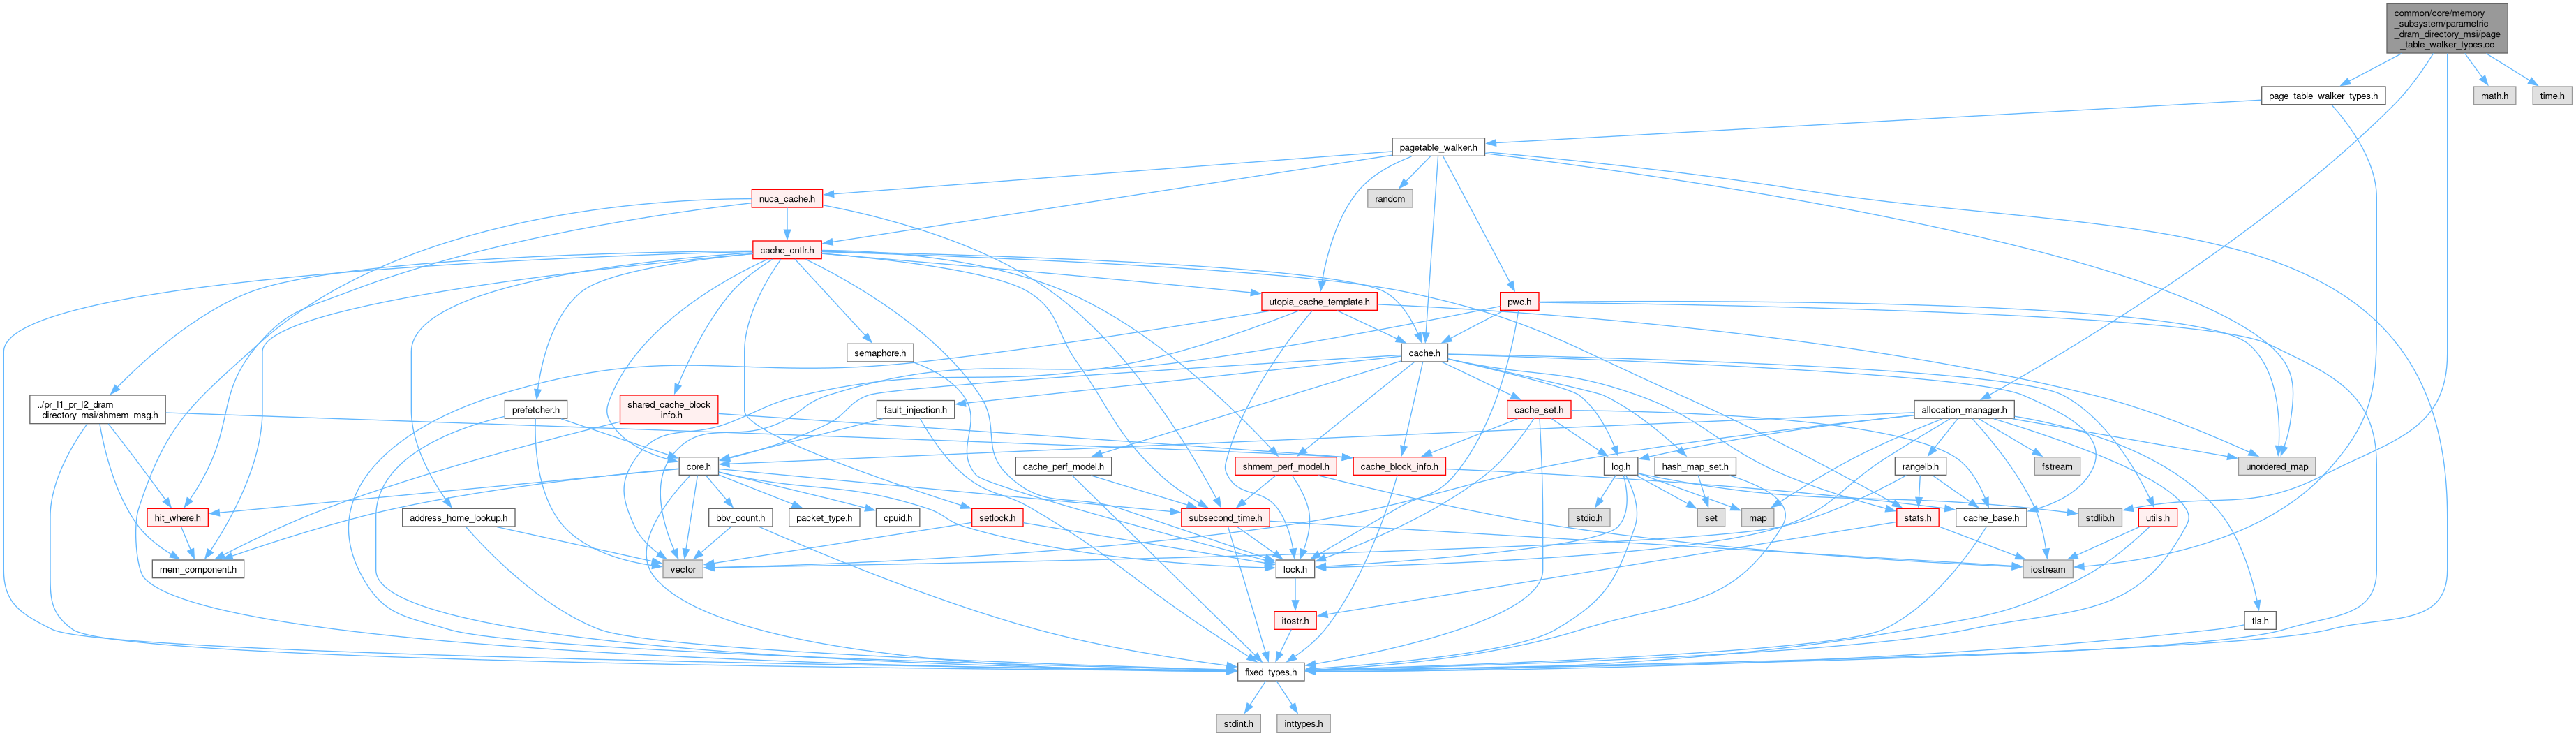 common/core/memory
_subsystem/parametric
_dram_directory_msi/page
_table_walker_types.cc
page_table_walker_types.h
math.h
time.h
pagetable_walker.h
nuca_cache.h
random
cache_cntlr.h
utopia_cache_template.h
pwc.h
semaphore.h
cache.h
../pr_l1_pr_l2_dram
_directory_msi/shmem_msg.h
prefetcher.h
shared_cache_block
_info.h
fault_injection.h
cache_set.h
allocation_manager.h
core.h
cache_perf_model.h
shmem_perf_model.h
cache_block_info.h
log.h
hash_map_set.h
rangelb.h
fstream
unordered_map
hit_where.h
address_home_lookup.h
bbv_count.h
packet_type.h
cpuid.h
setlock.h
subsecond_time.h
stdio.h
set
map
stats.h
cache_base.h
stdlib.h
utils.h
mem_component.h
vector
lock.h
iostream
itostr.h
tls.h
fixed_types.h
stdint.h
inttypes.h